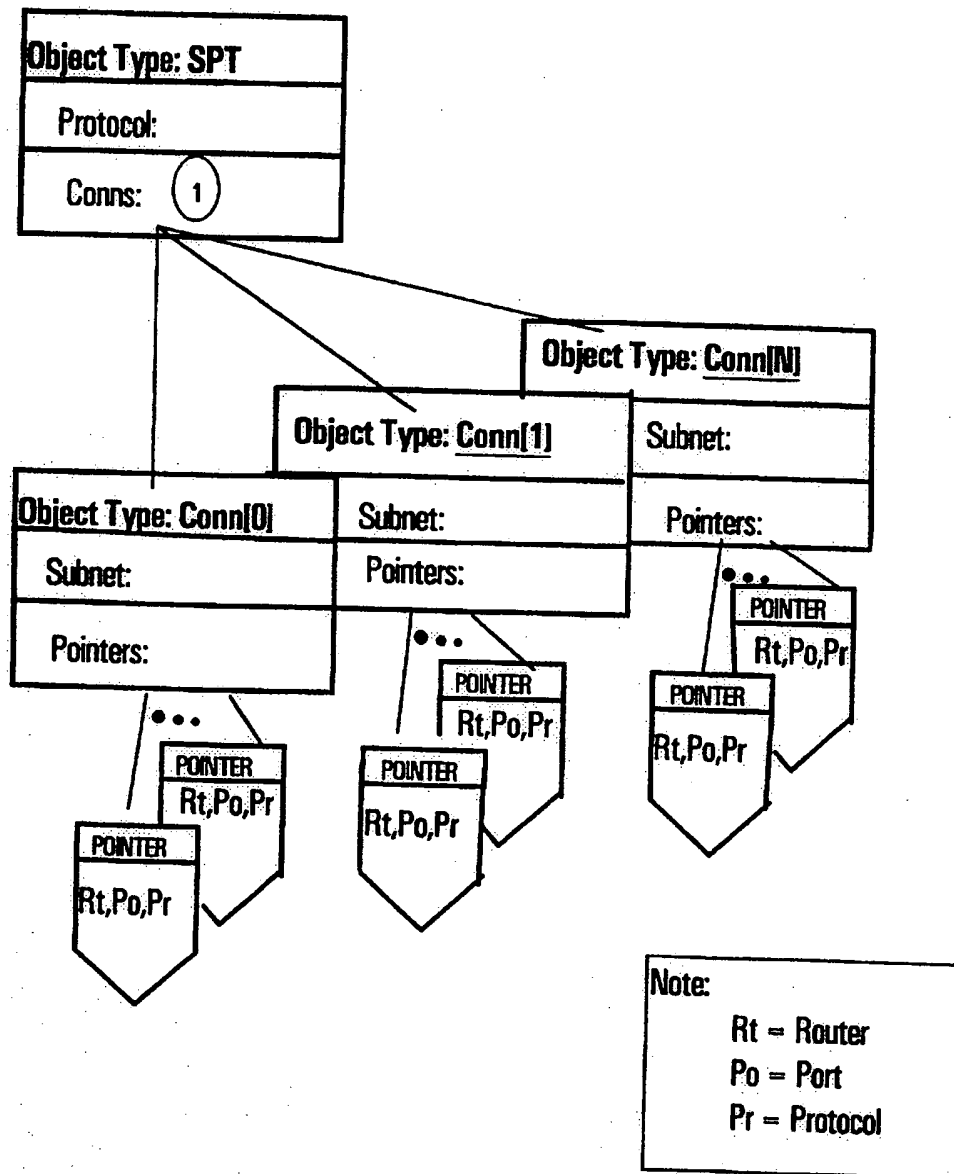 Object Type: SPT
Protocol:
Conns: 1
Object Type: Conn[N]
Subnet:
Pointers:
Object Type: Conn[1]
Subnet:
Pointers:
Object Type: Conn[0]
Subnet:
Pointers:
POINTER
Rt,Po,Pr
POINTER
Rt,Po,Pr
POINTER
Rt,Po,Pr
POINTER
Rt,Po,Pr
POINTER
Rt,Po,Pr
POINTER
Rt,Po,Pr
Note:
Rt = Router
Po = Port
Pr = Protocol